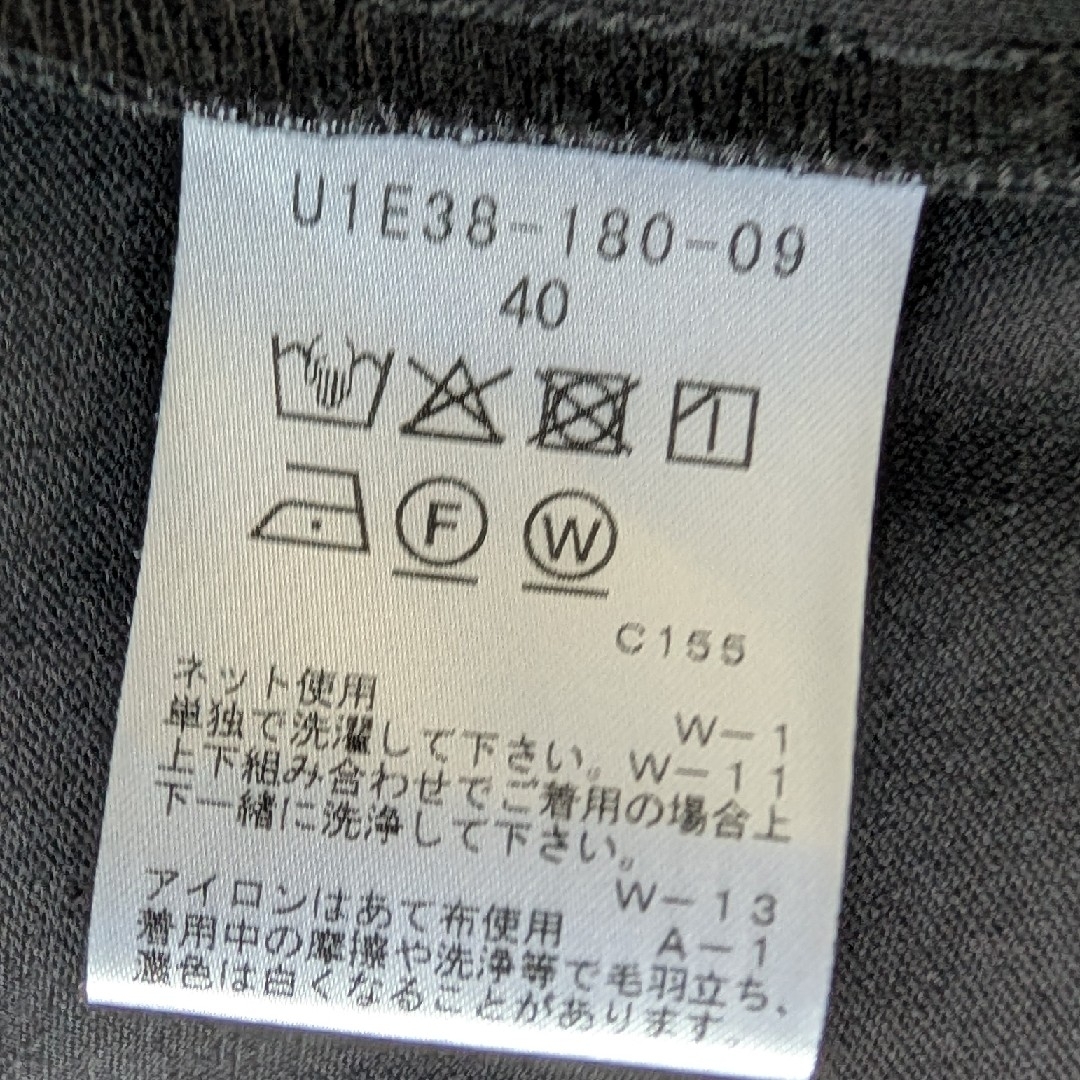 U1E38-180-09
40
F W
C155
ネット使用 W-1
単独で洗濯して下さい。W-11
上下組み合わせでご着用の場合上
下一緒に洗浄して下さい。
W-13
アイロンはあて布使用 A-1
着用中の摩擦や洗浄等で毛羽立ち、
濃色は白くなることがあります。